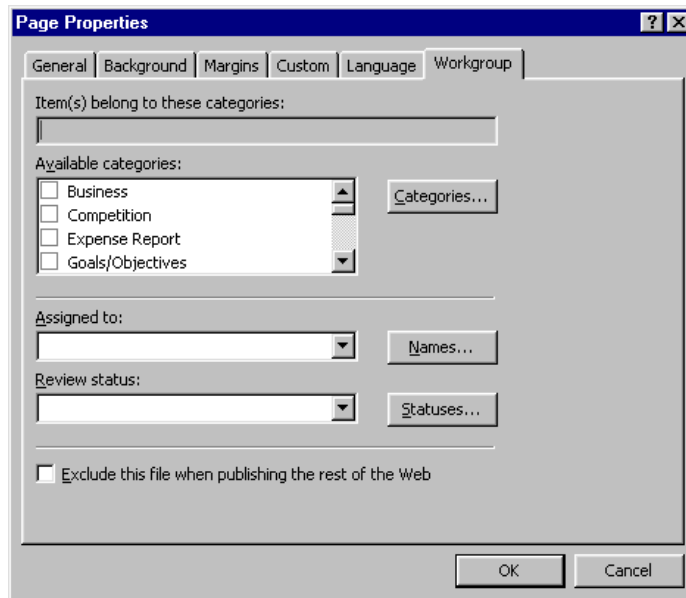 Page Properties
General Background Margins Custom Language Workgroup
Item(s) belong to these categories:
Available categories:
Business
Competition
Expense Report
Goals/Objectives
Categories...
Assigned to:
Names...
Review status:
Statuses...
Exclude this file when publishing the rest of the Web
OK Cancel